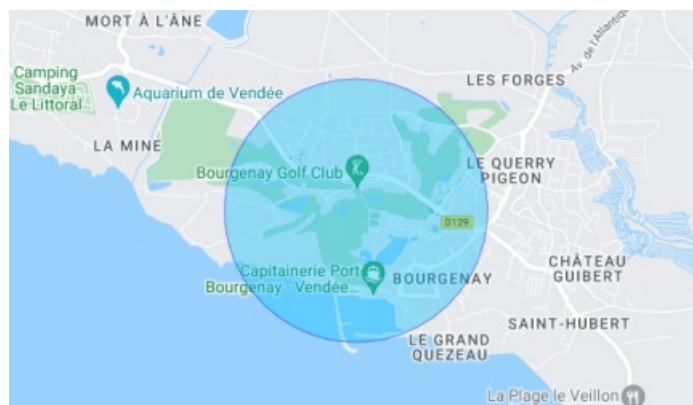 MORT À L'ÂNE
Camping
Sandaya
Le Littoral
Aquarium de Vendée
LES FORGES
Av. de l'Atlantiq
LA MINE
Bourgenay Golf Club
LE QUERRY
PIGEON
D129
Capitainerie Port
Bourgenay - Vendée...
BOURGENAY
CHÂTEAU
GUIBERT
SAINT-HUBERT
LE GRAND
QUEZEAU
La Plage le Veillon